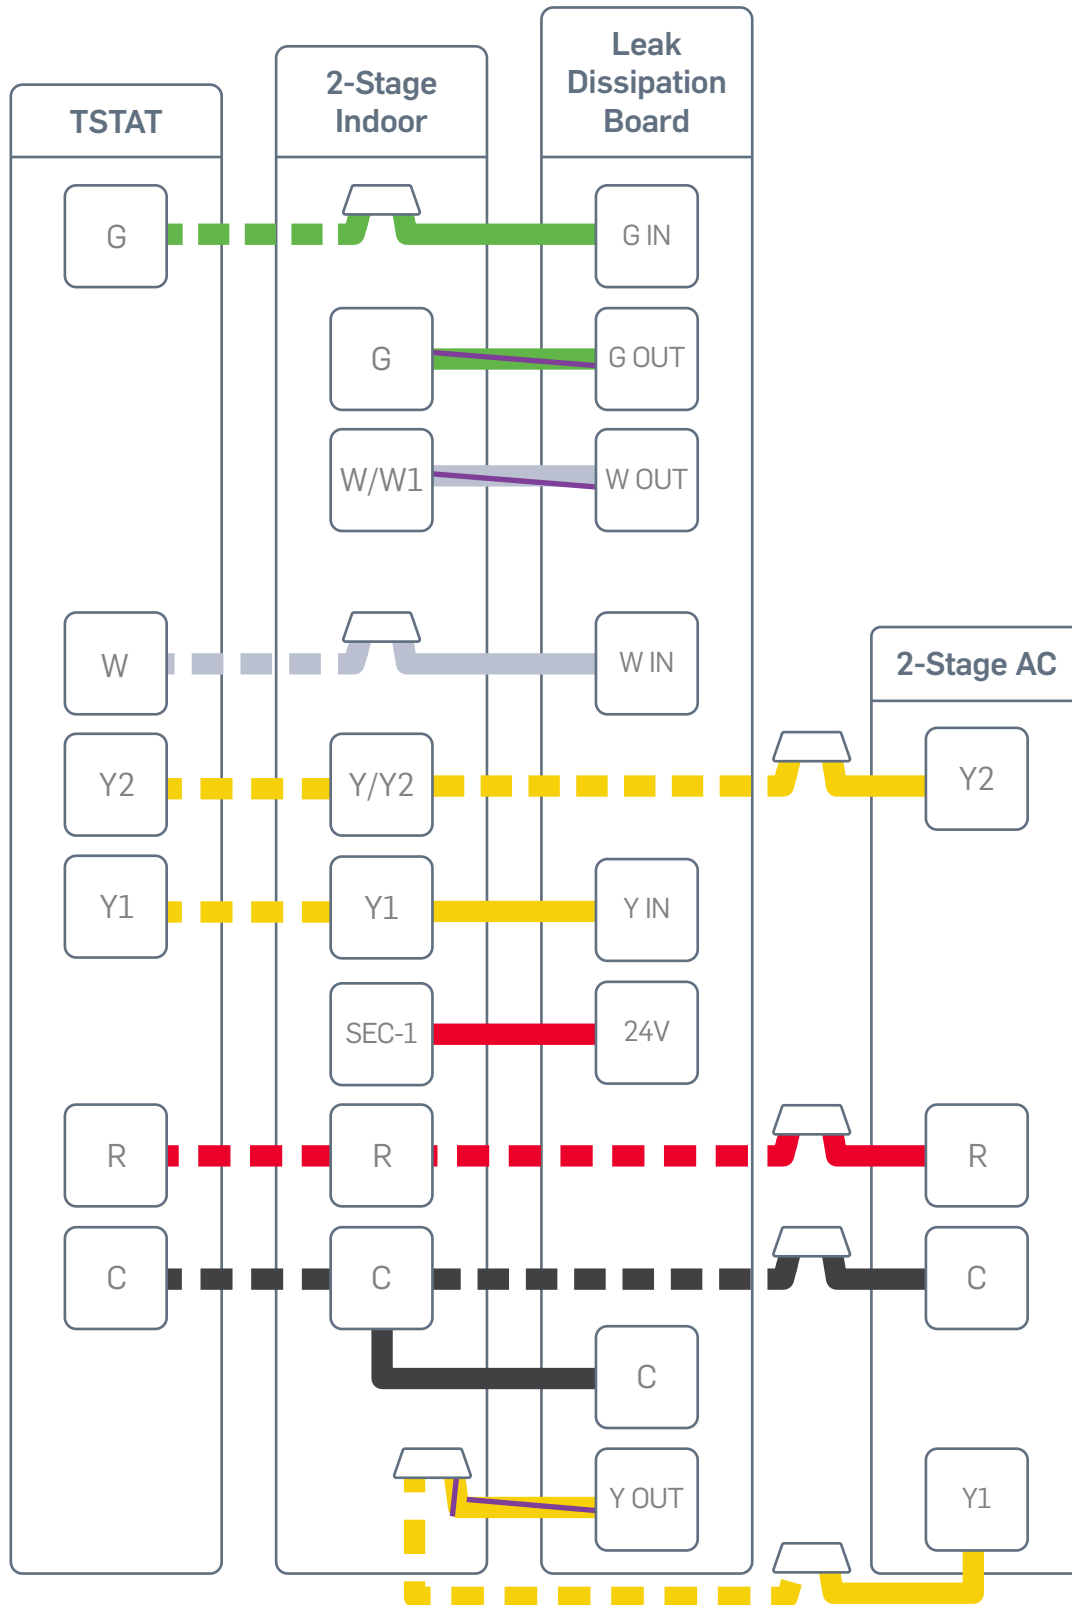 Leak
Dissipation
Board
2-Stage
Indoor
TSTAT
G
G IN
G
G OUT
W/W1
W OUT
W
W IN
2-Stage AC
Y2
Y/Y2
Y2
Y1
Y1
Y IN
SEC-1
24V
R
R
R
C
C
C
C
Y OUT
Y1